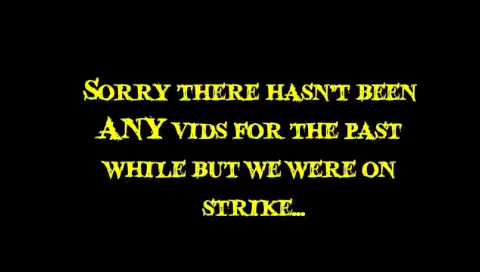 Sorry there hasn't been
ANY vids for the past
while but we were on
strike...